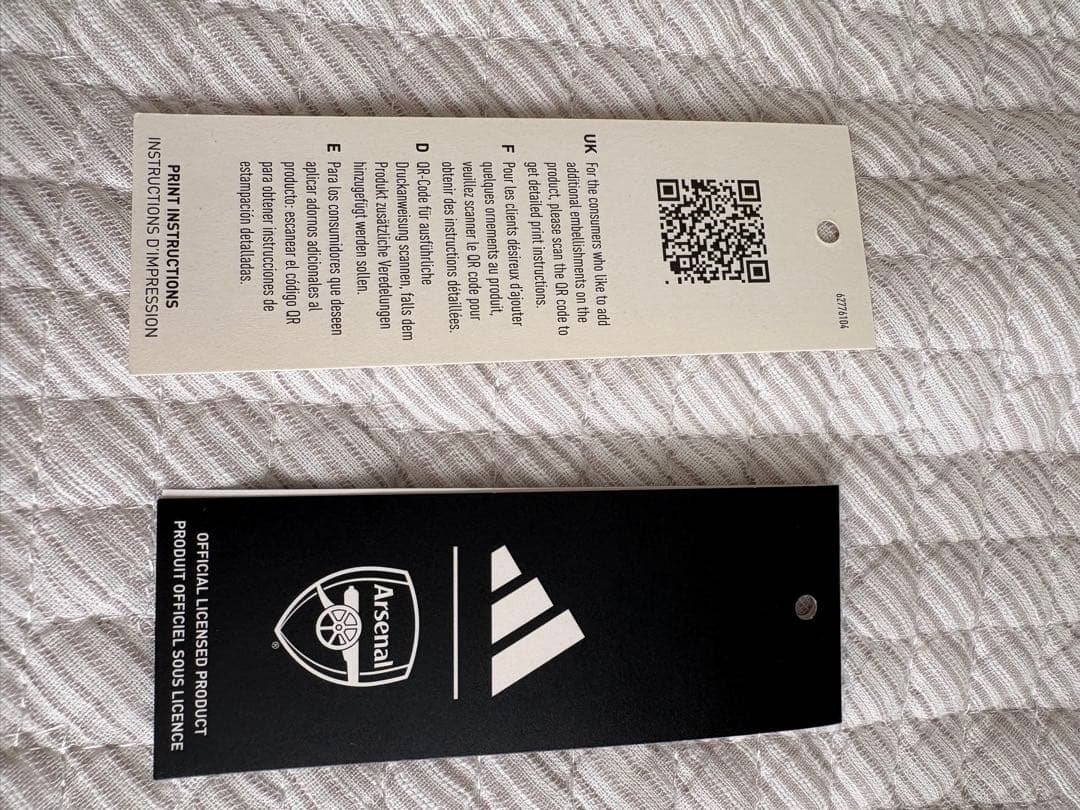 62776104
UK For the consumers who like to add
additional embellishments on the
product, please scan the QR code to
get detailed print instructions.
F Pour les clients désireux d'ajouter
quelques ornements au produit,
veuillez scanner le QR code pour
obtenir des instructions détaillées.
D QR-Code für ausführliche
Druckanweisung scannen, falls dem
Produkt zusätzliche Veredelungen
hinzugefügt werden sollen.
E Para los consumidores que deseen
aplicar adornos adicionales al
producto: escanear el código QR
para obtener instrucciones de
estampación detalladas.
PRINT INSTRUCTIONS
INSTRUCTIONS D'IMPRESSION
Arsenal
®
OFFICIAL LICENSED PRODUCT
PRODUIT OFFICIEL SOUS LICENCE